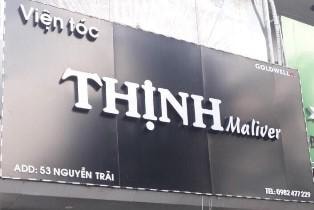 Viện tóc
GOLDWELL
THỊNH Maliver
ADD: 53 NGUYỄN TRÃI
TEL: 0982 477 229